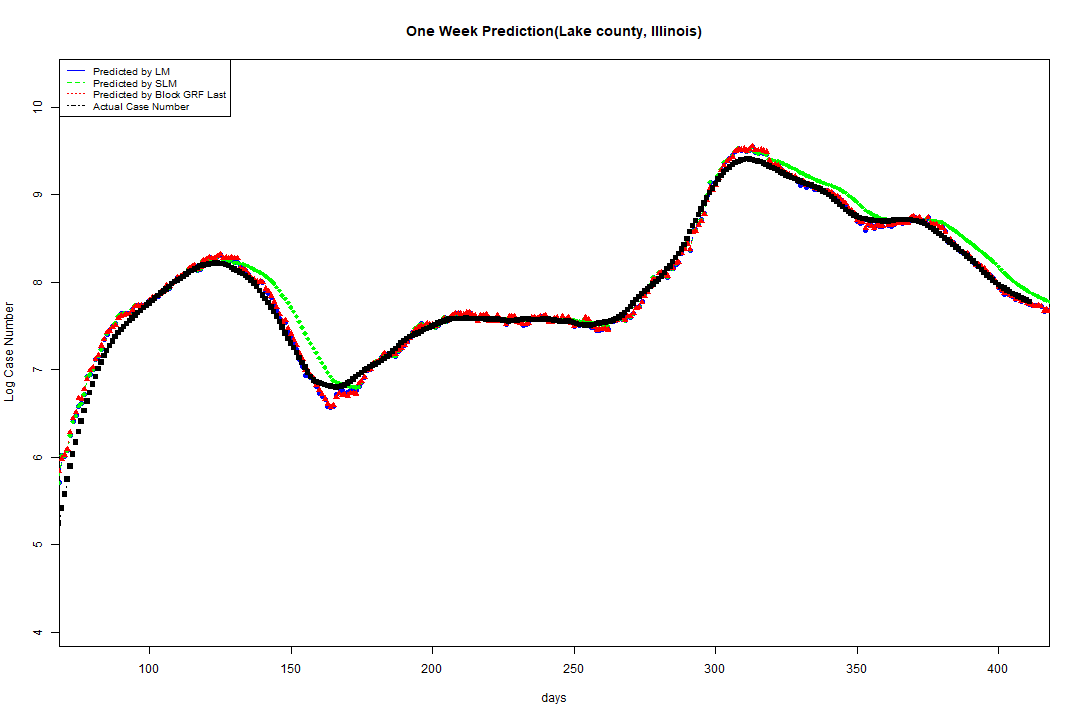 One Week Prediction(Lake county, Illinois)
Predicted by LM
Predicted by SLM
Predicted by Block GRF Last
Actual Case Number
Log Case Number
10
9
8
7
6
5
4
100 150 200 250 300 350 400
days